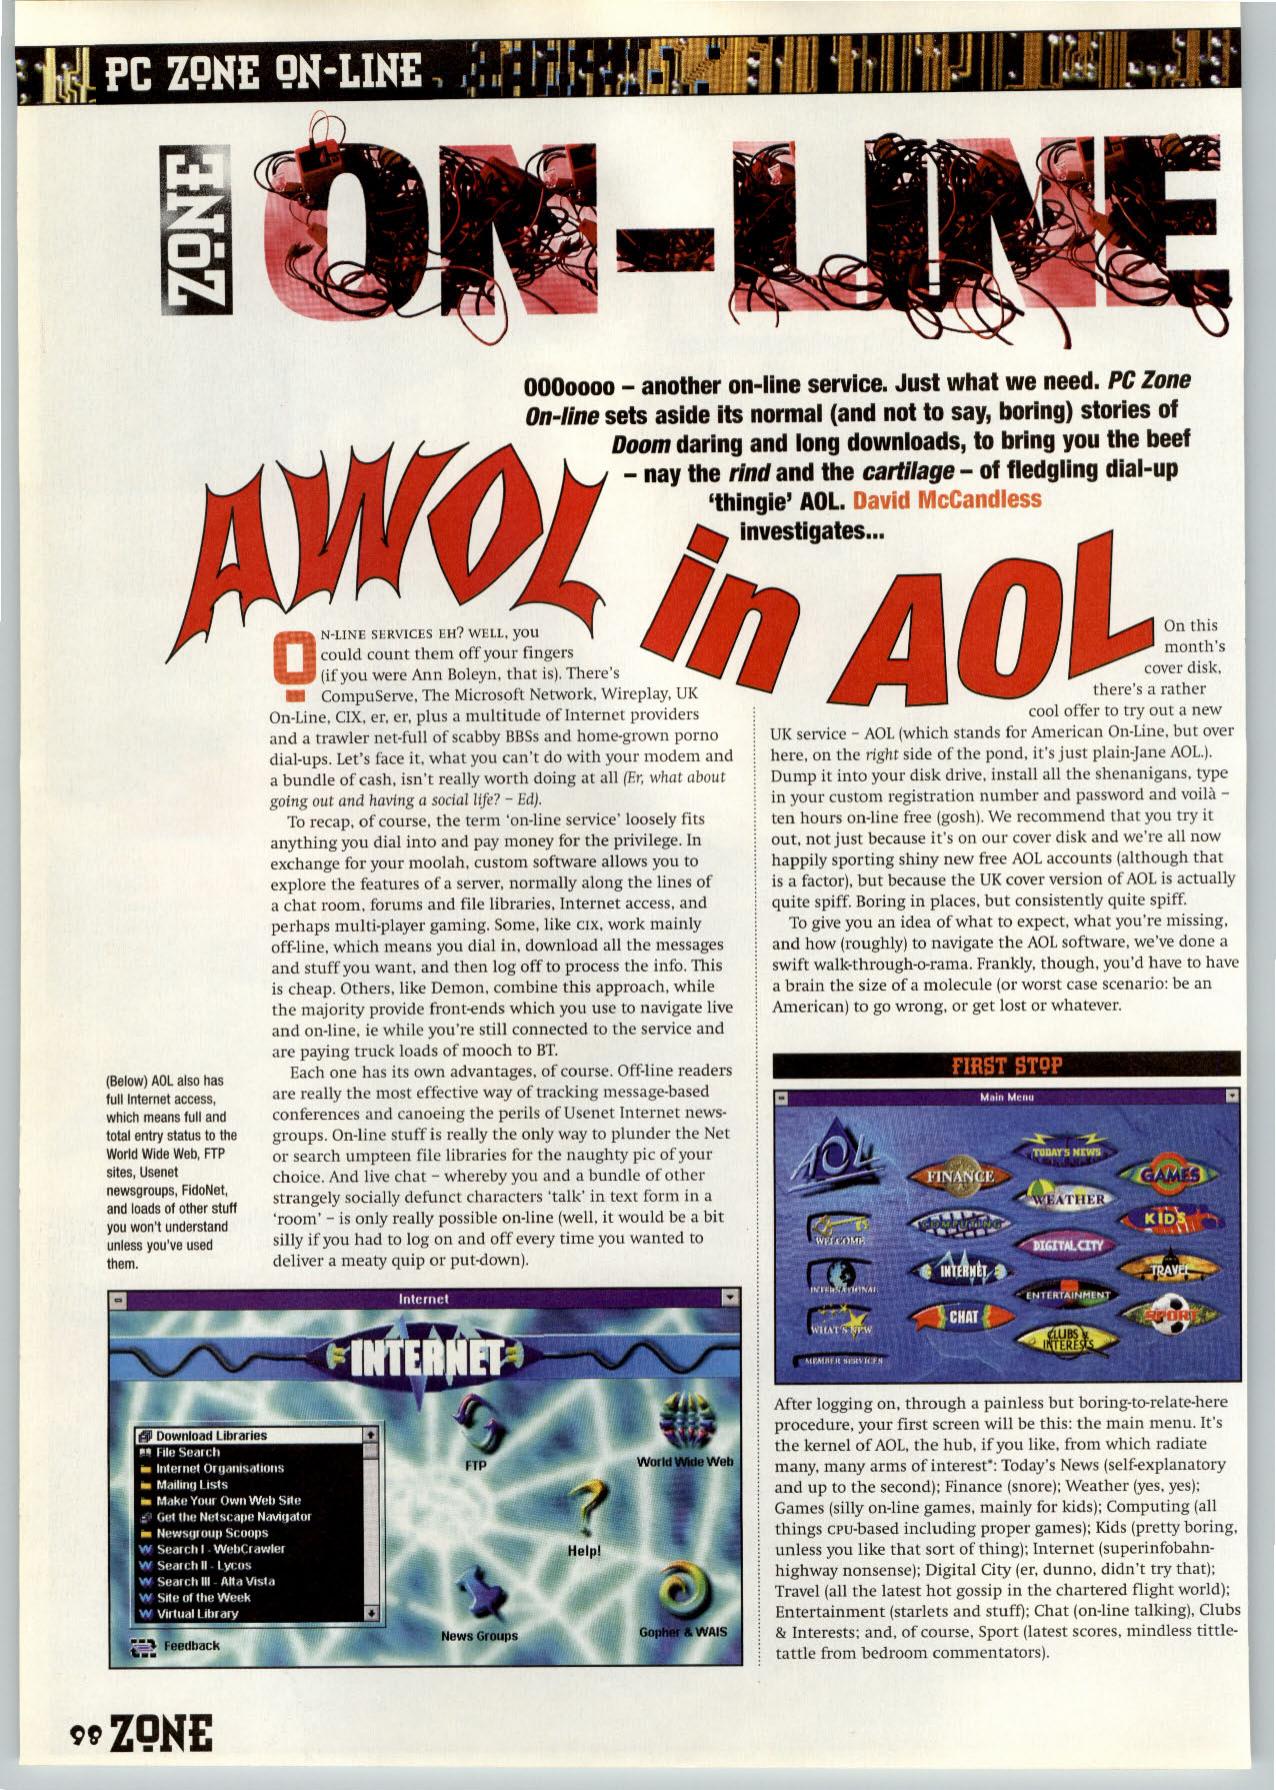 PC ZONE ON-LINE
ZONE
ON-LINE
OOOoooo – another on-line service. Just what we need. PC Zone
On-line sets aside its normal (and not to say, boring) stories of
Doom daring and long downloads, to bring you the beef
– nay the rind and the cartilage – of fledgling dial-up
'thingie' AOL. David McCandless
investigates...
AWOL in AOL
ON-LINE SERVICES EH? WELL, you
could count them off your fingers
(if you were Ann Boleyn, that is). There's
CompuServe, The Microsoft Network, Wireplay, UK
On-Line, CIX, er, er, plus a multitude of Internet providers
and a trawler net-full of scabby BBSs and home-grown porno
dial-ups. Let's face it, what you can't do with your modem and
a bundle of cash, isn't really worth doing at all (Er, what about
going out and having a social life? – Ed).
To recap, of course, the term 'on-line service' loosely fits
anything you dial into and pay money for the privilege. In
exchange for your moolah, custom software allows you to
explore the features of a server, normally along the lines of
a chat room, forums and file libraries, Internet access, and
perhaps multi-player gaming. Some, like CIX, work mainly
off-line, which means you dial in, download all the messages
and stuff you want, and then log off to process the info. This
is cheap. Others, like Demon, combine this approach, while
the majority provide front-ends which you use to navigate live
and on-line, ie while you're still connected to the service and
are paying truck loads of mooch to BT.
Each one has its own advantages, of course. Off-line readers
are really the most effective way of tracking message-based
conferences and canoeing the perils of Usenet Internet news-
groups. On-line stuff is really the only way to plunder the Net
or search umpteen file libraries for the naughty pic of your
choice. And live chat – whereby you and a bundle of other
strangely socially defunct characters 'talk' in text form in a
'room' – is only really possible on-line (well, it would be a bit
silly if you had to log on and off every time you wanted to
deliver a meaty quip or put-down).
(Below) AOL also has
full Internet access,
which means full and
total entry status to the
World Wide Web, FTP
sites, Usenet
newsgroups, FidoNet,
and loads of other stuff
you won't understand
unless you've used
them.
Internet
INTERNET
Download Libraries
File Search
Internet Organisations
Mailing Lists
Make Your Own Web Site
Get the Netscape Navigator
Newsgroup Scoops
Search I - WebCrawler
Search II - Lycos
Search III - Alta Vista
Site of the Week
Virtual Library
Feedback
FTP
World Wide Web
Help!
News Groups
Gopher & WAIS
On this
month's
cover disk,
there's a rather
cool offer to try out a new
UK service – AOL (which stands for American On-Line, but over
here, on the right side of the pond, it's just plain-Jane AOL.).
Dump it into your disk drive, install all the shenanigans, type
in your custom registration number and password and voilà –
ten hours on-line free (gosh). We recommend that you try it
out, not just because it's on our cover disk and we're all now
happily sporting shiny new free AOL accounts (although that
is a factor), but because the UK cover version of AOL is actually
quite spiff. Boring in places, but consistently quite spiff.
To give you an idea of what to expect, what you're missing,
and how (roughly) to navigate the AOL software, we've done a
swift walk-through-o-rama. Frankly, though, you'd have to have
a brain the size of a molecule (or worst case scenario: be an
American) to go wrong, or get lost or whatever.
FIRST STOP
Main Menu
AOL
WELCOME
INTERNATIONAL
WHAT'S NEW
MEMBER SERVICES
FINANCE
COMPUTING
INTERNET
CHAT
TODAY'S NEWS
WEATHER
DIGITAL CITY
ENTERTAINMENT
CLUBS &
INTERESTS
GAMES
KIDS
TRAVEL
SPORT
After logging on, through a painless but boring-to-relate-here
procedure, your first screen will be this: the main menu. It's
the kernel of AOL, the hub, if you like, from which radiate
many, many arms of interest*: Today's News (self-explanatory
and up to the second); Finance (snore); Weather (yes, yes);
Games (silly on-line games, mainly for kids); Computing (all
things CPU-based including proper games); Kids (pretty boring,
unless you like that sort of thing); Internet (superinfobahn-
highway nonsense); Digital City (er, dunno, didn't try that);
Travel (all the latest hot gossip in the chartered flight world);
Entertainment (starlets and stuff); Chat (on-line talking), Clubs
& Interests; and, of course, Sport (latest scores, mindless tittle-
tattle from bedroom commentators).
98 ZONE